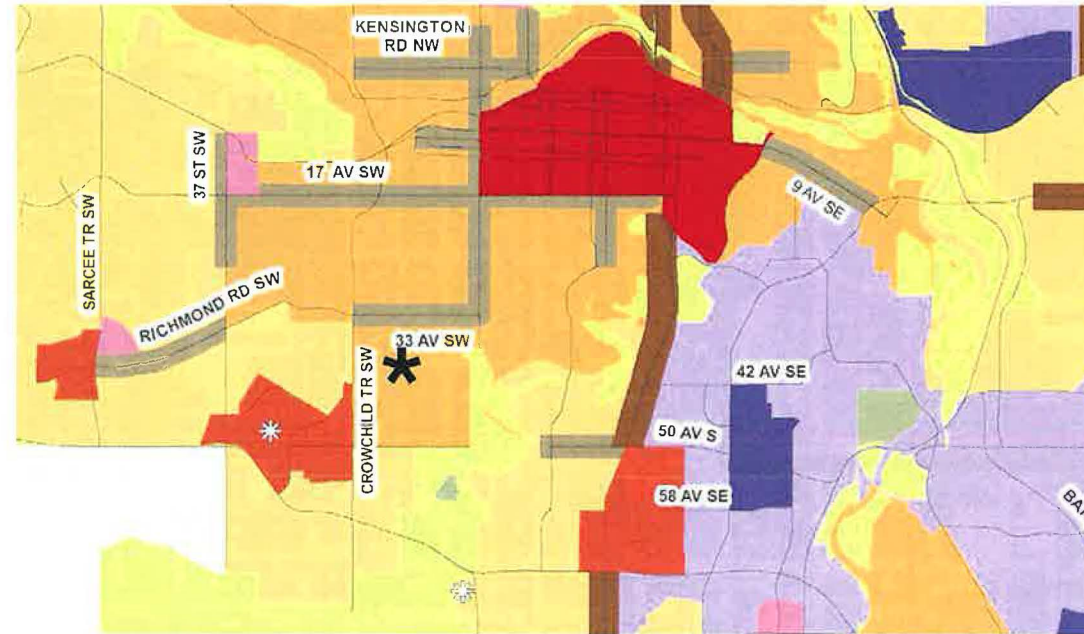 KENSINGTON
RD NW
37 ST SW
17 AV SW
9 AV SE
SARCEE TR SW
RICHMOND RD SW
33 AV SW
CROWCHILD TR SW
42 AV SE
50 AV S
58 AV SE